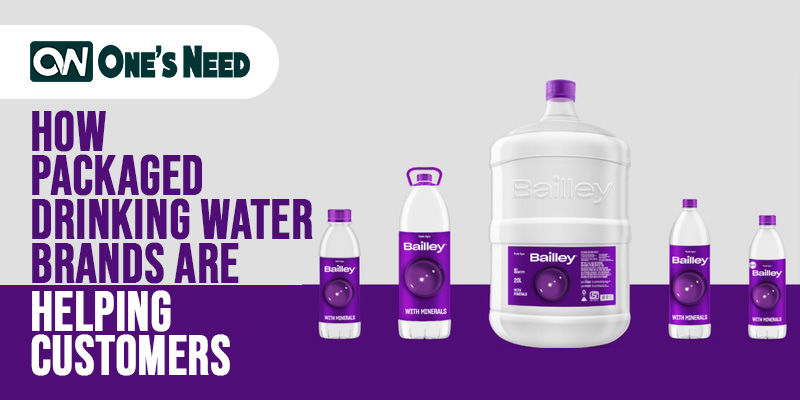 ON ONE'S NEED
HOW
PACKAGED
DRINKING WATER
BRANDS ARE
HELPING
CUSTOMERS
Bailley
WITH MINERALS
Bailley
WITH MINERALS
Bailley
Bailley
20L
WITH
MINERALS
Bailley
WITH MINERALS
Bailley
WITH MINERALS